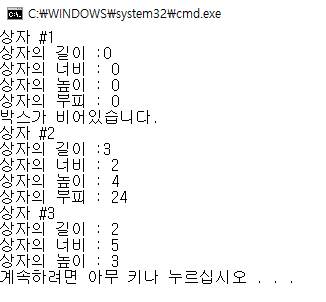 C:\WINDOWS\system32\cmd.exe
상자 #1
상자의 길이 :0
상자의 너비 : 0
상자의 높이 : 0
상자의 부피 : 0
박스가 비어있습니다.
상자 #2
상자의 길이 :3
상자의 너비 : 2
상자의 높이 : 4
상자의 부피 : 24
상자 #3
상자의 길이 : 2
상자의 너비 : 5
상자의 높이 : 3
계속하려면 아무 키나 누르십시오 . . .